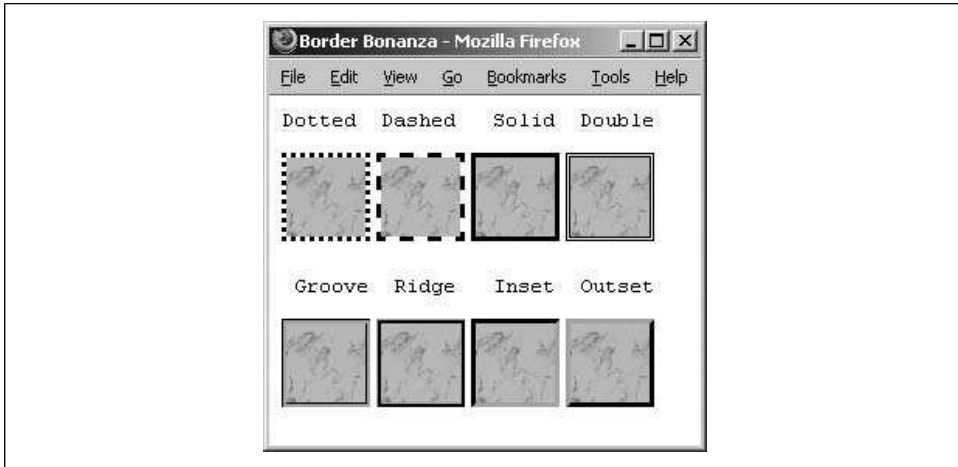 Border Bonanza - Mozilla Firefox
File Edit View Go Bookmarks Tools Help
Dotted Dashed Solid Double
Groove Ridge Inset Outset